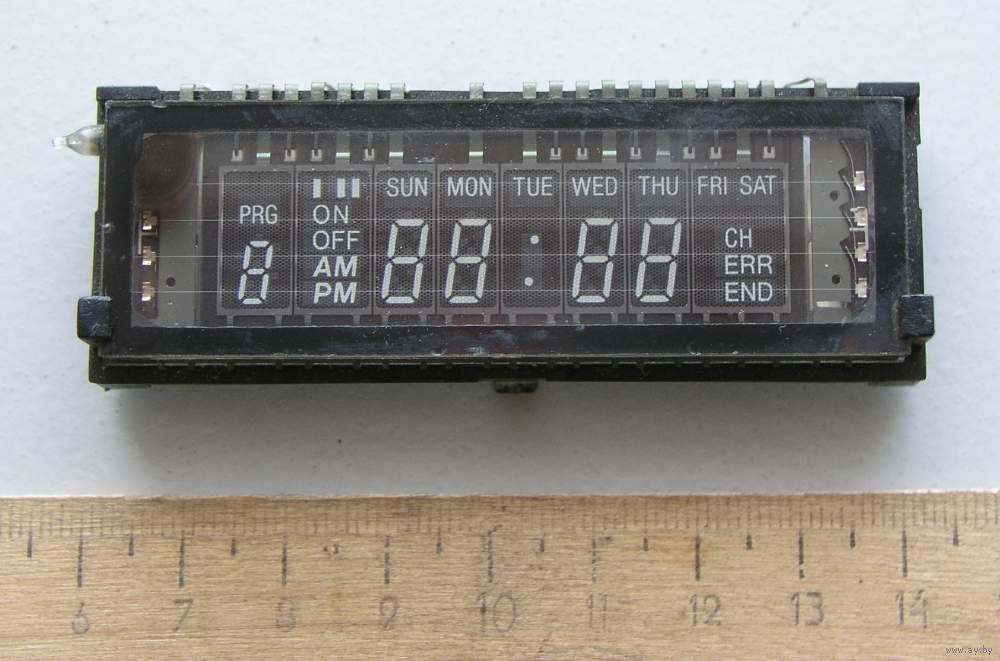 SUN MON TUE WED THU FRI SAT
PRG ON
OFF CH
8 AM 88:88 ERR
PM END
6 7 8 9 10 11 12 13 14
www.ay.by